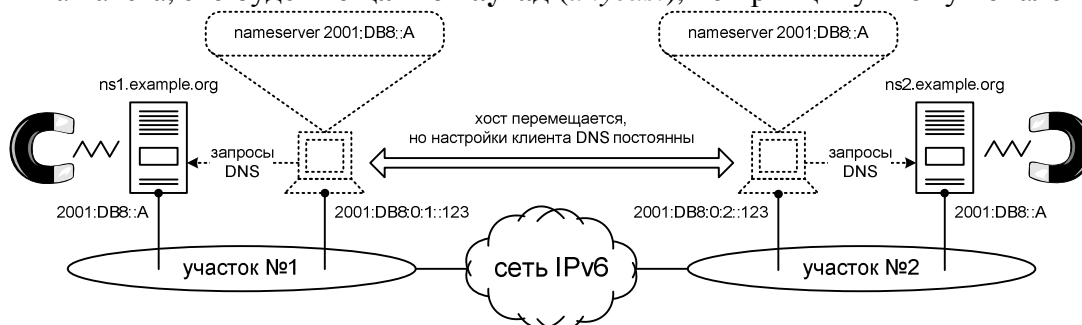 nameserver 2001:DB8::A
nameserver 2001:DB8::A
ns1.example.org
ns2.example.org
хост перемещается,
но настройки клиента DNS постоянны
запросы
DNS
запросы
DNS
2001:DB8::A
2001:DB8:0:1::123
2001:DB8:0:2::123
2001:DB8::A
участок №1
сеть IPv6
участок №2